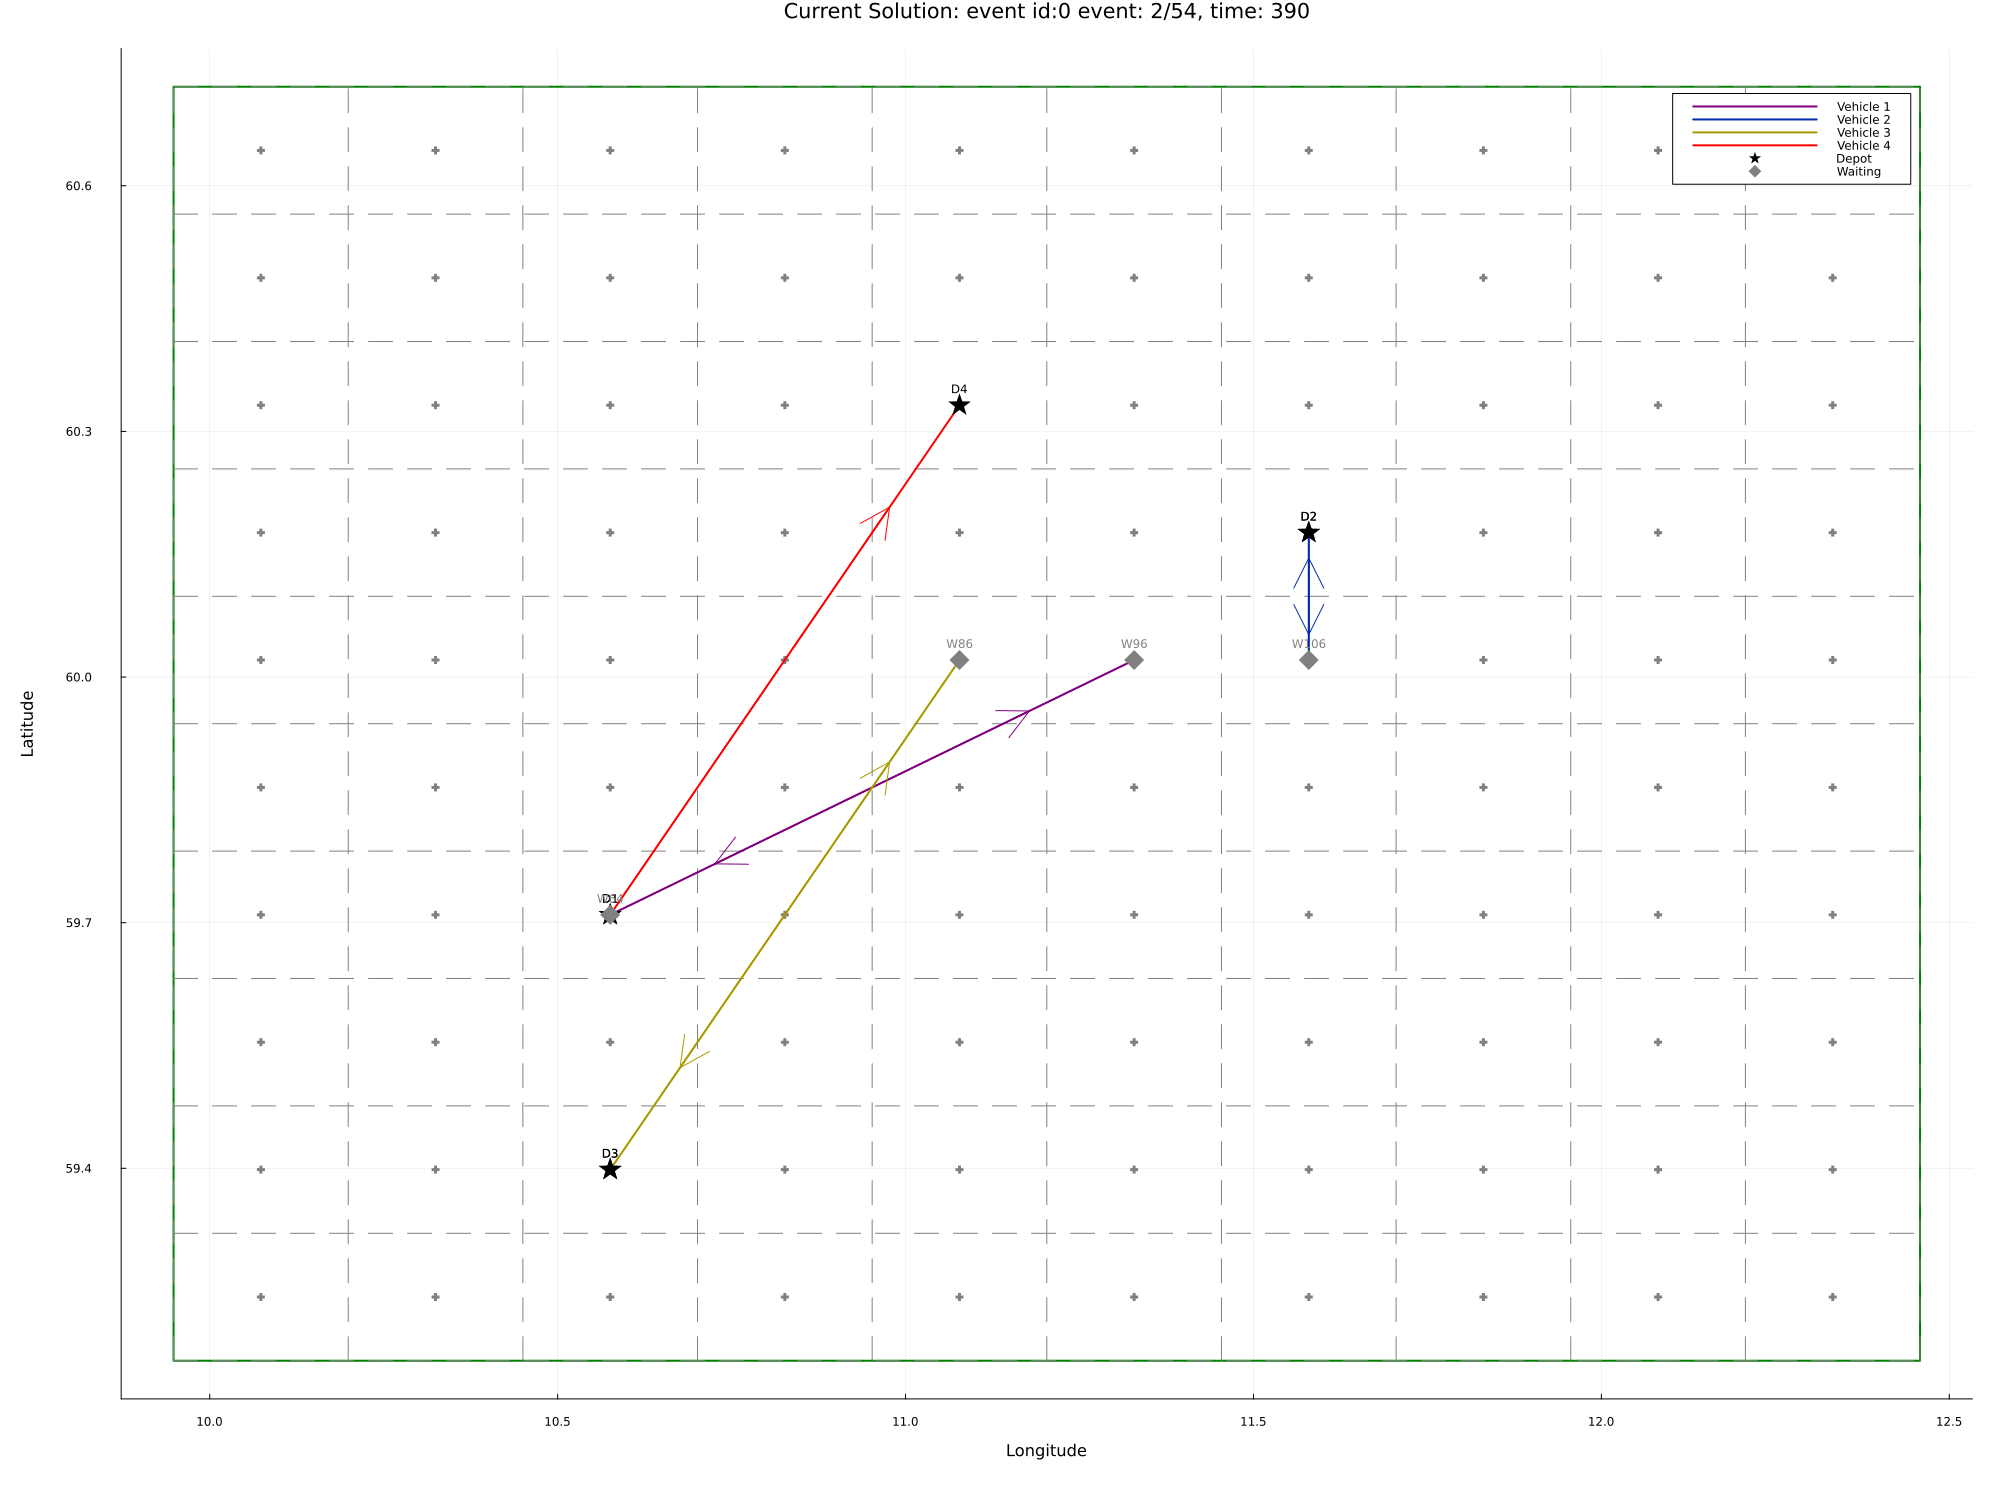 Current Solution: event id:0 event: 2/54, time: 390
Vehicle 1
Vehicle 2
Vehicle 3
Vehicle 4
Depot
Waiting
60.6
60.3
60.0
59.7
59.4
Latitude
D4
D2
W86
W96
W106
D1
D3
10.0
10.5
11.0
11.5
12.0
12.5
Longitude